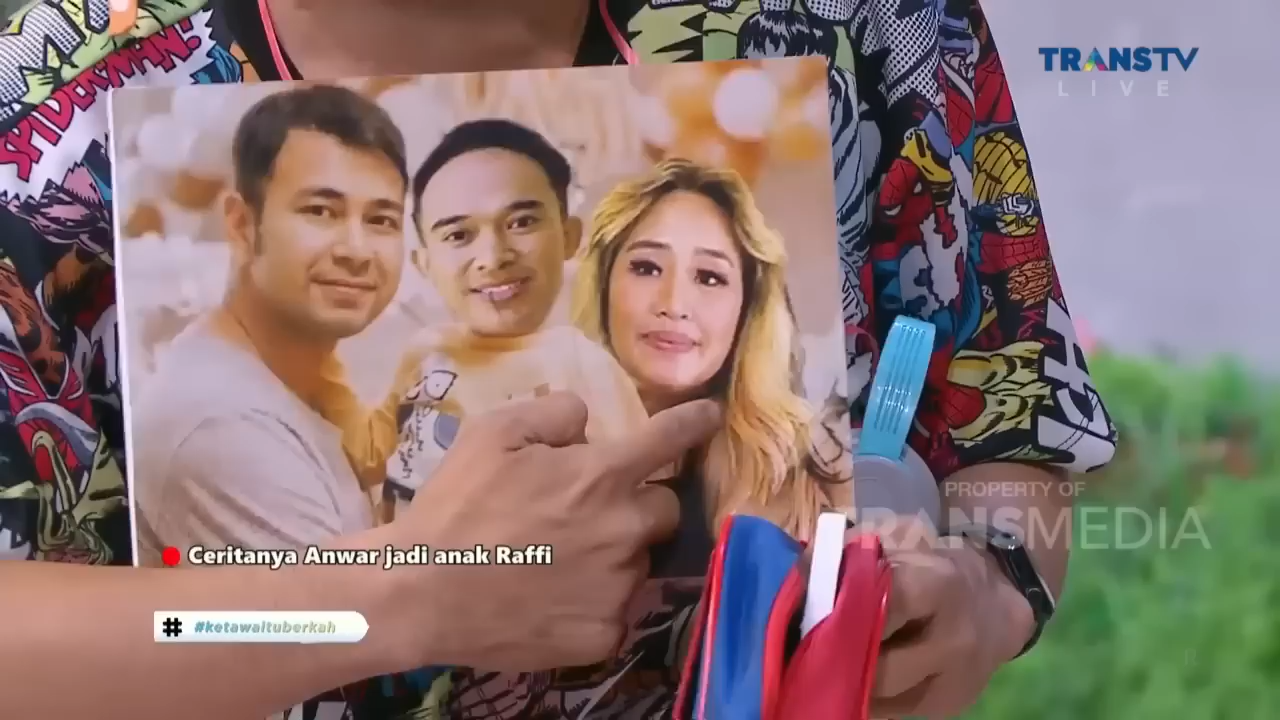 SPIDERMAN!
TRANSTV
LIVE
PROPERTY OF
TRANSMEDIA
Ceritanya Anwar jadi anak Raffi
# #ketawaituberkah